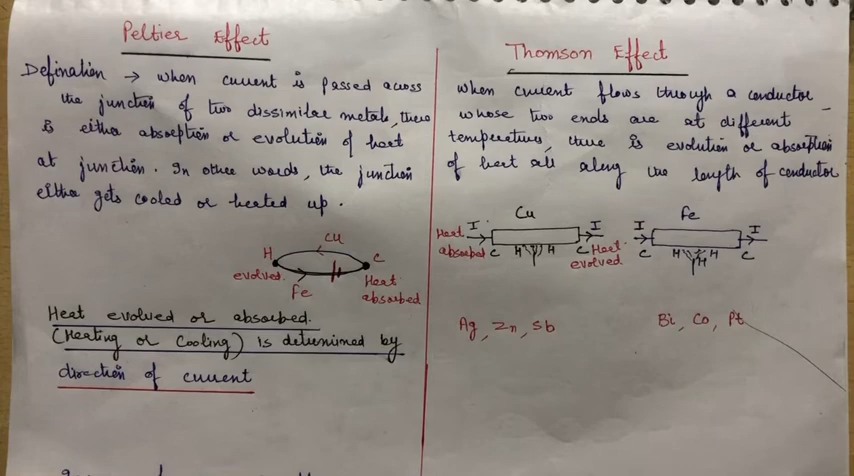 Peltier Effect
Defination → when current is passed across
the junction of two dissimilar metals, there
is either absorption or evolution of heat
at junction. In other words, the junction
either gets cooled or heated up.
Cu
H
C
evolved
Heat
absorbed
Fe
Heat evolved or absorbed.
(Heating or Cooling) is determined by
direction of current
Thomson Effect
When current flows through a conductor
whose two ends are at different
temperatures, there is evolution or absorption
of heat all along the length of conductor
Cu
Fe
I
I
I
I
Heat
absorbed
C
H
H
C
Heat
evolved
C
H
H
H
C
Ag, Zn, Sb
Bi, Co, Pt